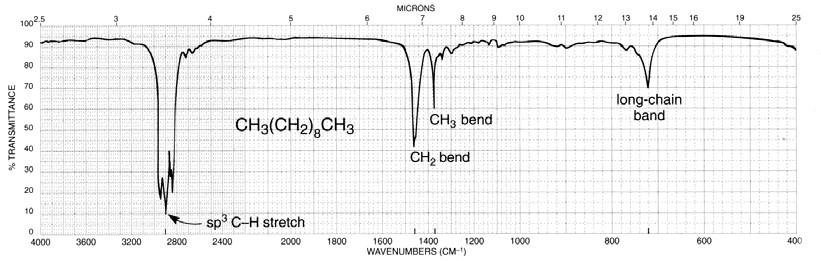 MICRONS
2.5 3 4 5 6 7 8 9 10 11 12 13 14 15 16 19 25
100
90
80
70
60
50
40
30
20
10
0
% TRANSMITTANCE
long-chain
band
CH3(CH2)8CH3
CH3 bend
CH2 bend
sp3 C–H stretch
4000 3600 3200 2800 2400 2000 1800 1600 1400 1200 1000 800 600 400
WAVENUMBERS (CM−1)